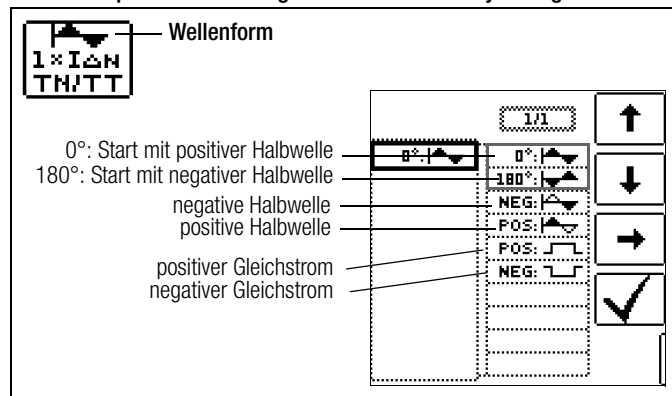 Wellenform
1×IΔN
TN/TT
1/1
0°: Start mit positiver Halbwelle
0°:
0°:
180°: Start mit negativer Halbwelle
180°:
negative Halbwelle
NEG:
positive Halbwelle
POS:
POS:
positiver Gleichstrom
NEG:
negativer Gleichstrom